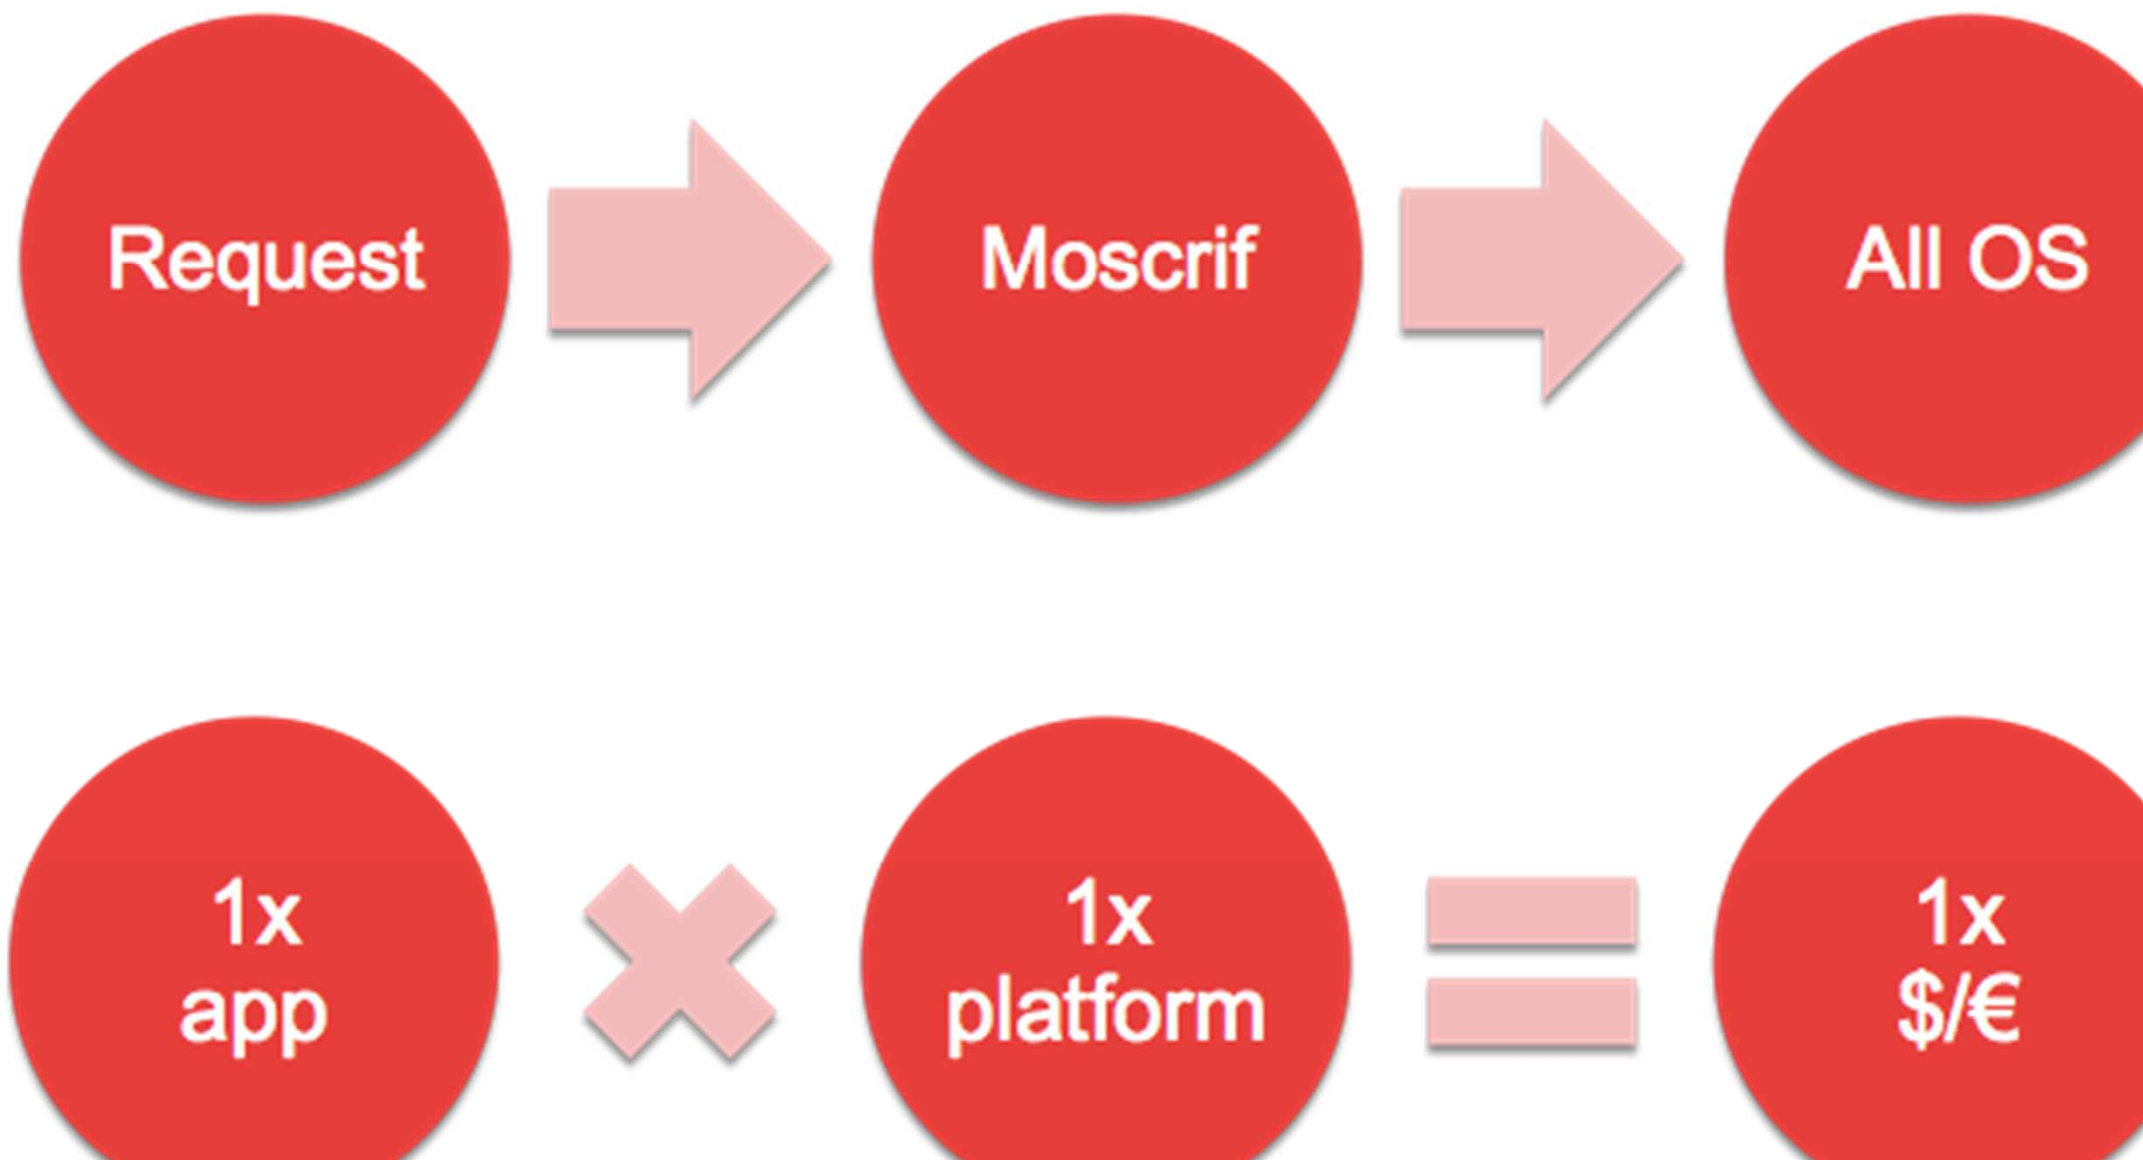 Request
Moscrif
All OS
1x
app
1x
platform
1x
$/€